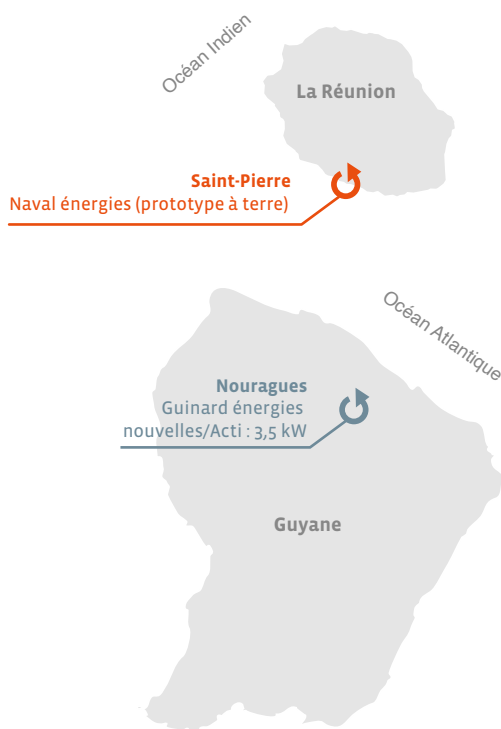 Océan Indien
La Réunion
Saint-Pierre
Naval énergies (prototype à terre)
Océan Atlantique
Nouragues
Guinard énergies
nouvelles/Acti : 3,5 kW
Guyane